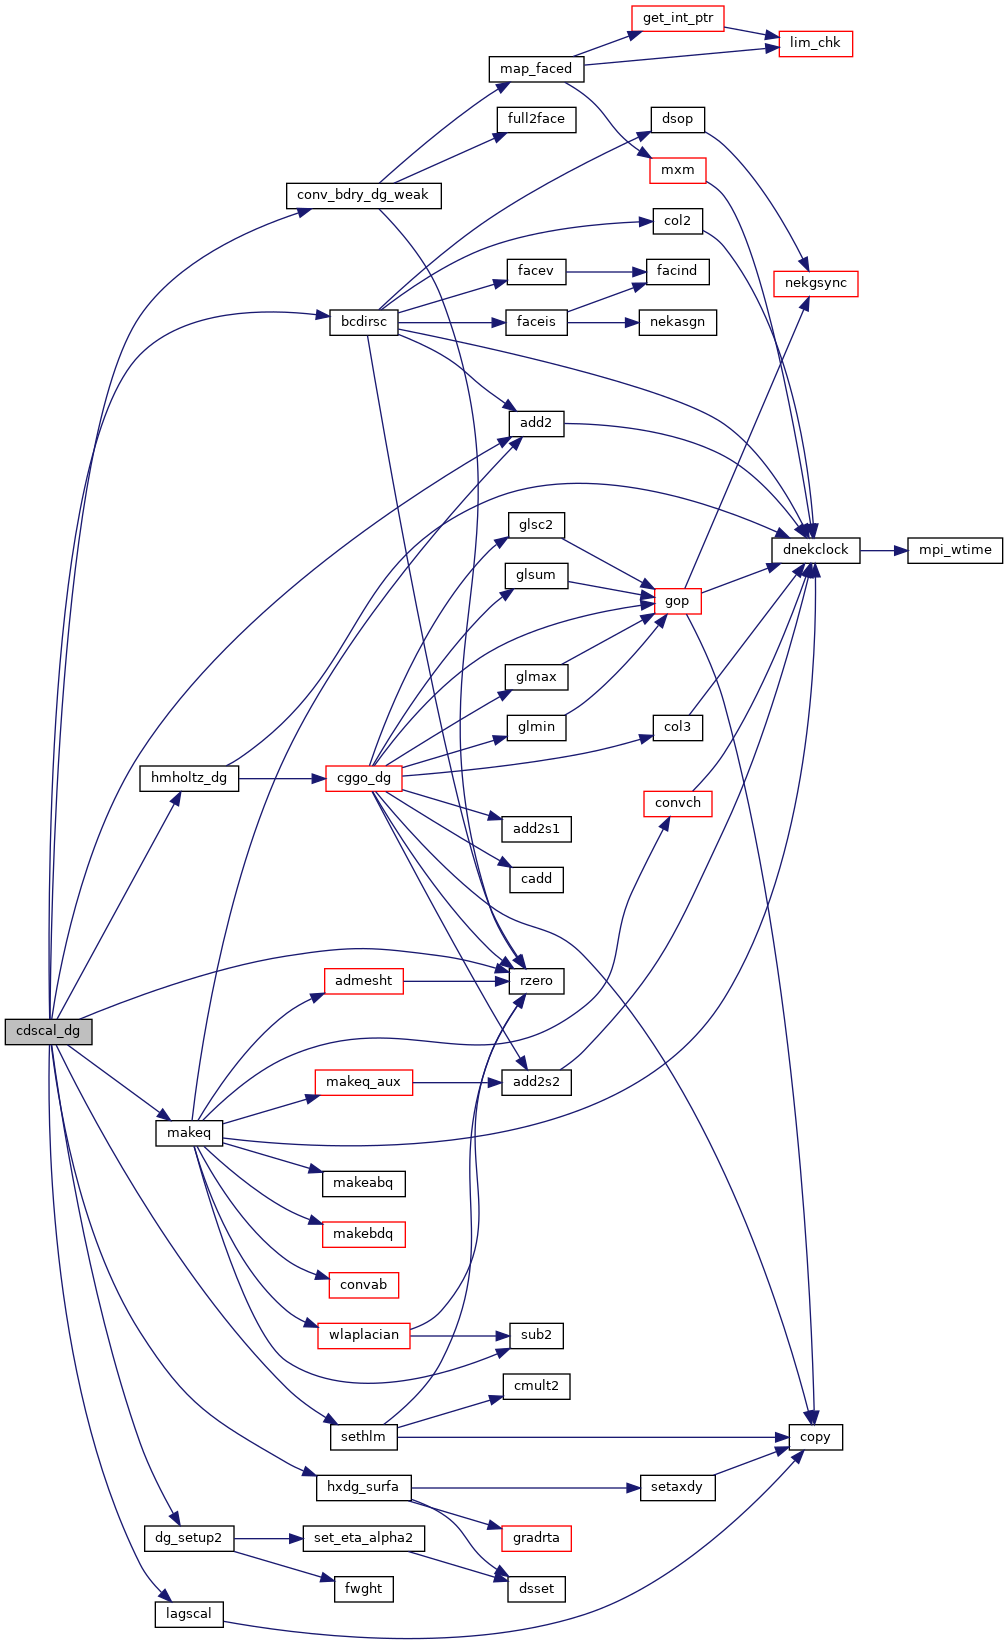 get_int_ptr
lim_chk
map_faced
full2face
dsop
mxm
conv_bdry_dg_weak
col2
facev
facind
nekgsync
bcdirsc
faceis
nekasgn
add2
glsc2
dnekclock
mpi_wtime
glsum
gop
glmax
glmin
col3
hmholtz_dg
cggo_dg
convch
add2s1
cadd
admesht
rzero
cdscal_dg
makeq_aux
add2s2
makeq
makeabq
makebdq
convab
wlaplacian
sub2
cmult2
sethlm
copy
hxdg_surfa
setaxdy
dg_setup2
set_eta_alpha2
gradrta
fwght
dsset
lagscal